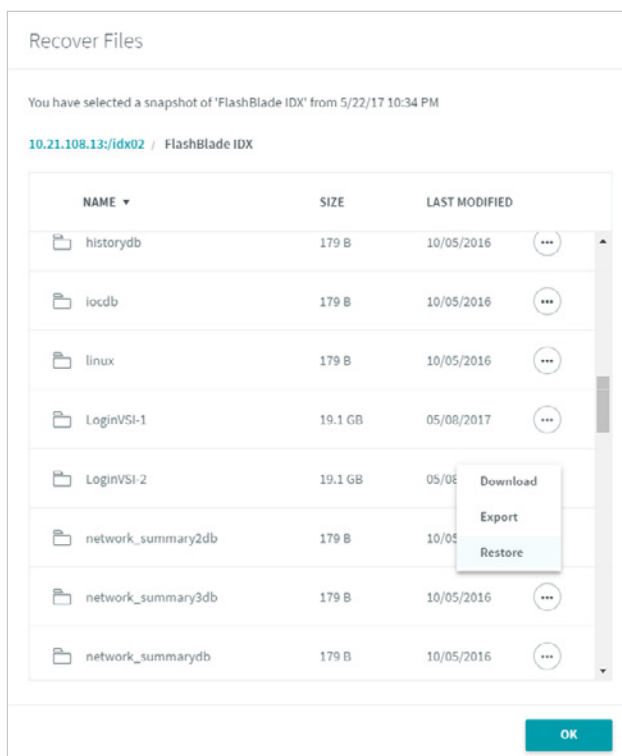 Recover Files
You have selected a snapshot of 'FlashBlade IDX' from 5/22/17 10:34 PM
10.21.108.13:/idx02 / FlashBlade IDX
NAME ▼ SIZE LAST MODIFIED
historydb 179 B 10/05/2016
iocdb 179 B 10/05/2016
linux 179 B 10/05/2016
LoginVSI-1 19.1 GB 05/08/2017
LoginVSI-2 19.1 GB 05/08
Download
Export
network_summary2db 179 B 10/05
Restore
network_summary3db 179 B 10/05/2016
network_summarydb 179 B 10/05/2016
OK